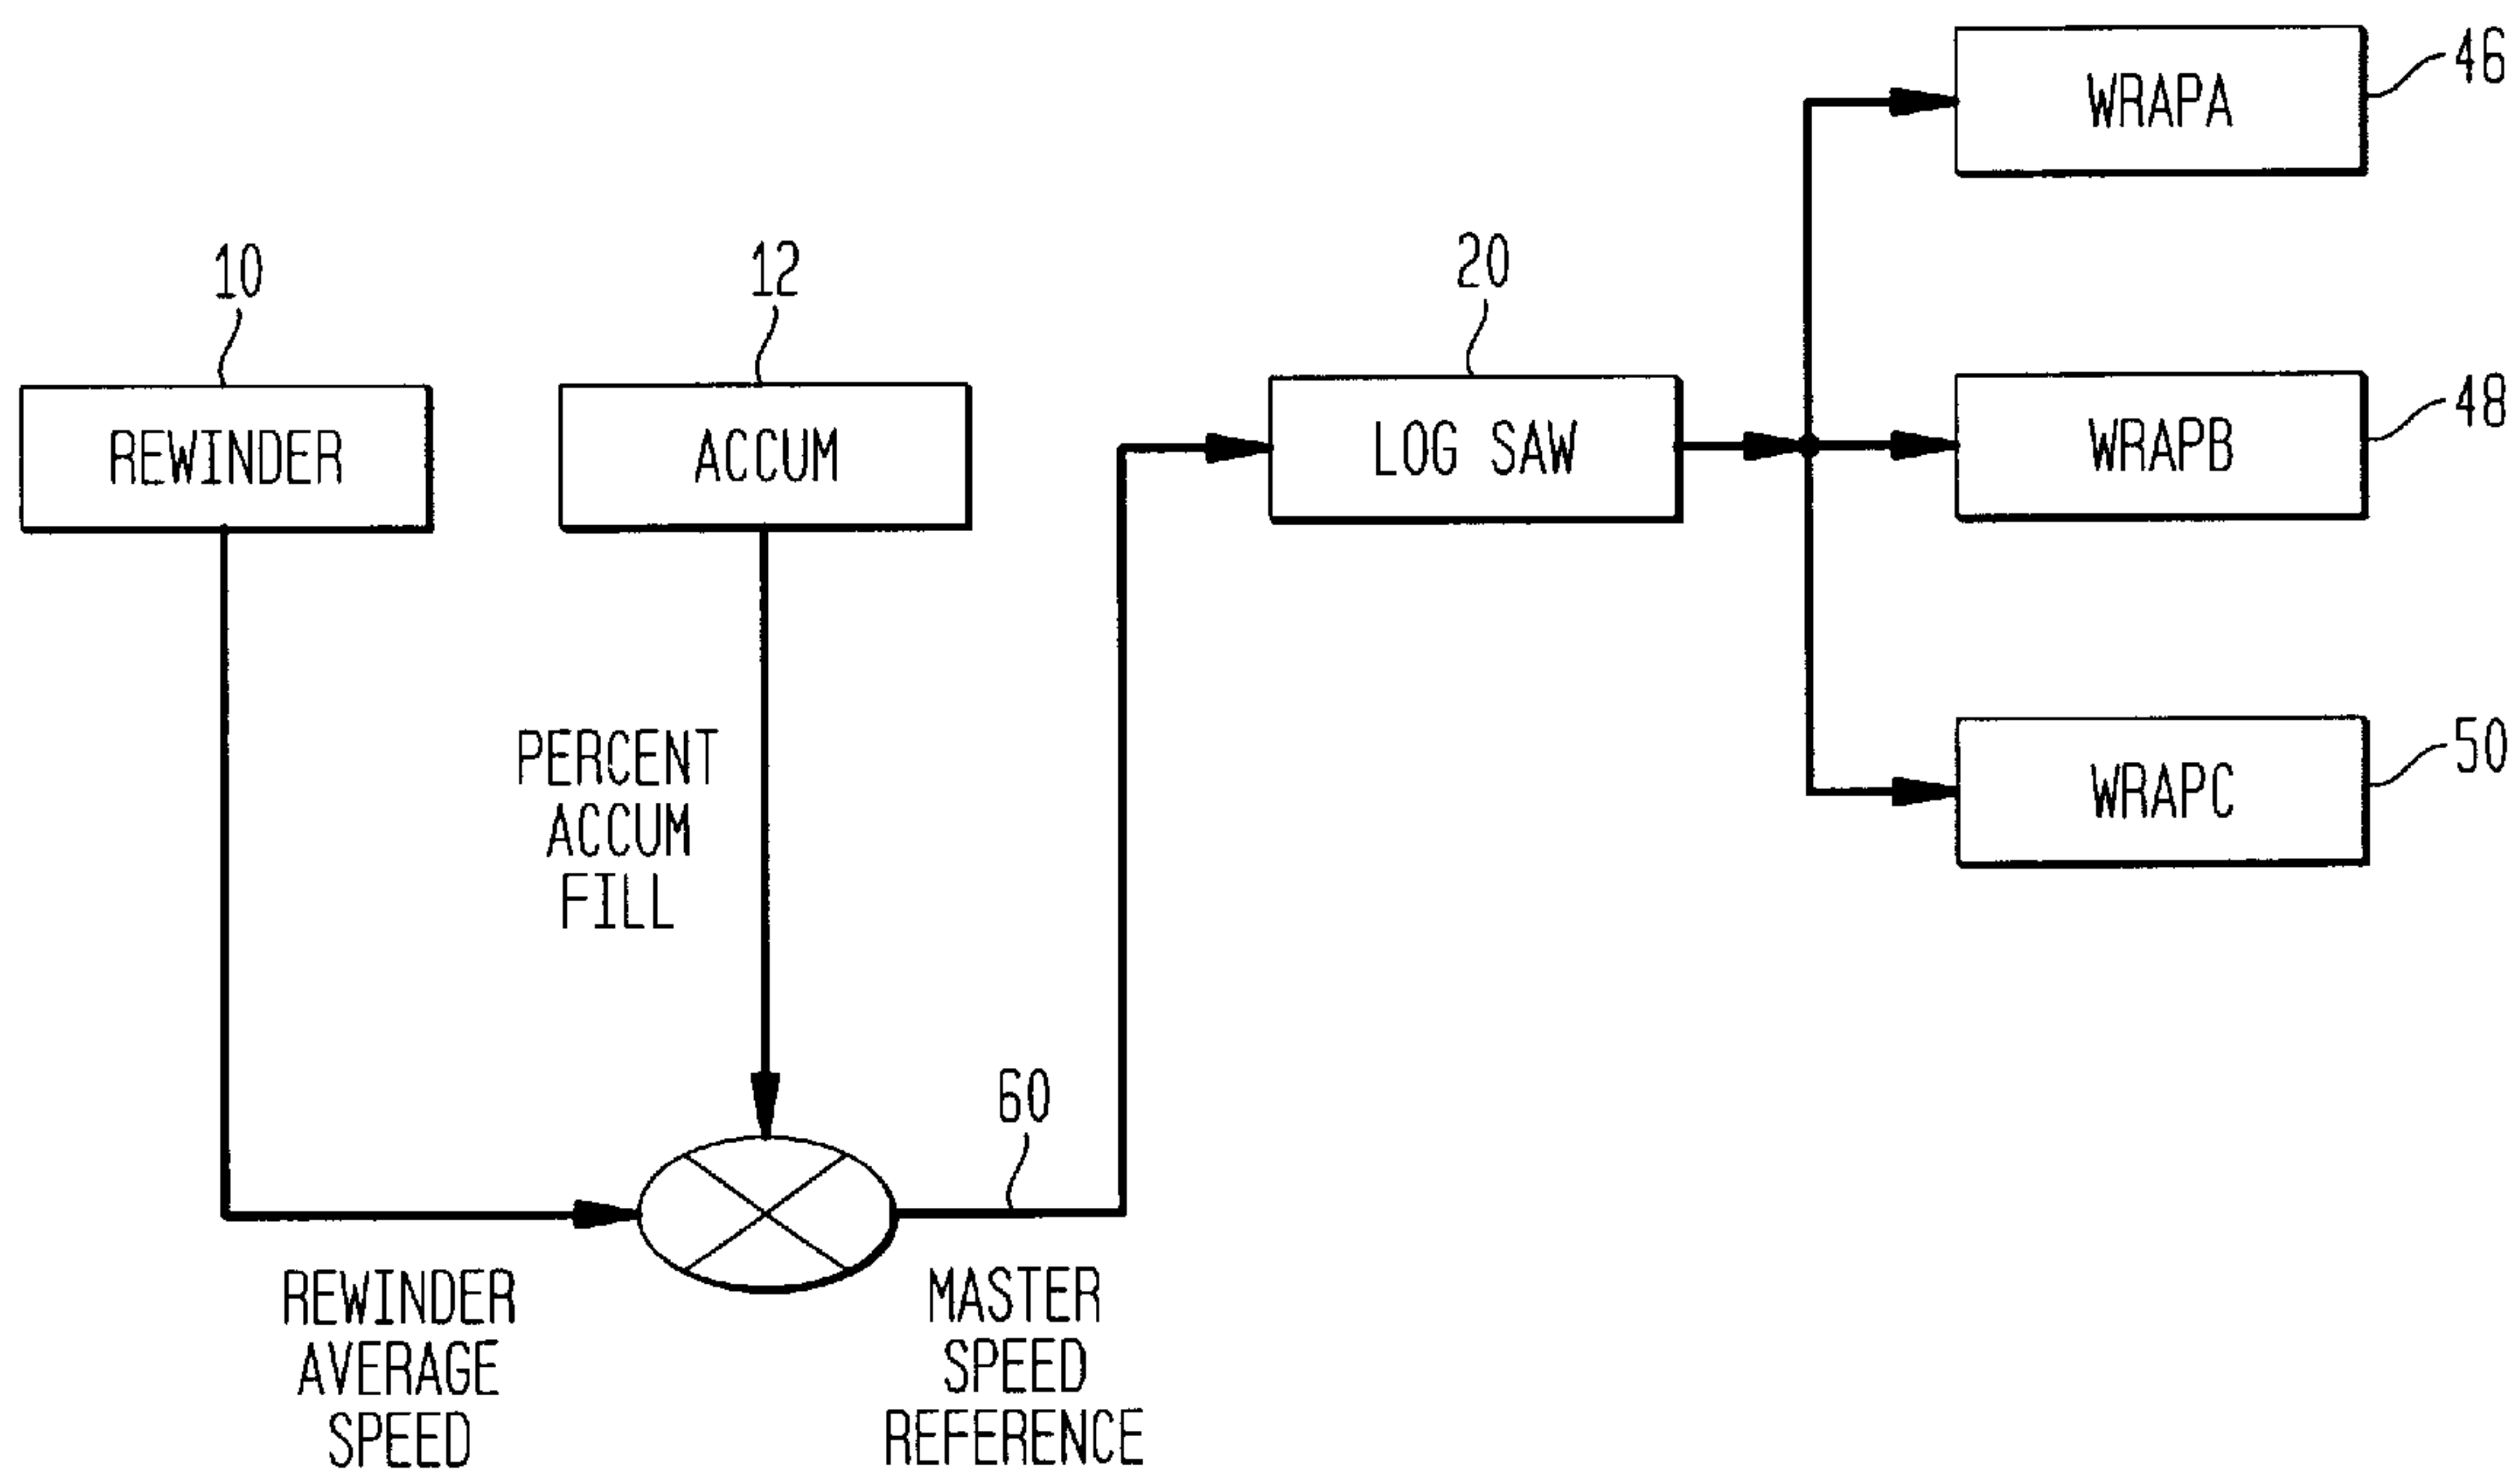 46
WRAPA
10
12
20
48
REWINDER
ACCUM
LOG SAW
WRAPB
50
PERCENT
ACCUM
FILL
WRAPC
60
REWINDER
AVERAGE
SPEED
MASTER
SPEED
REFERENCE